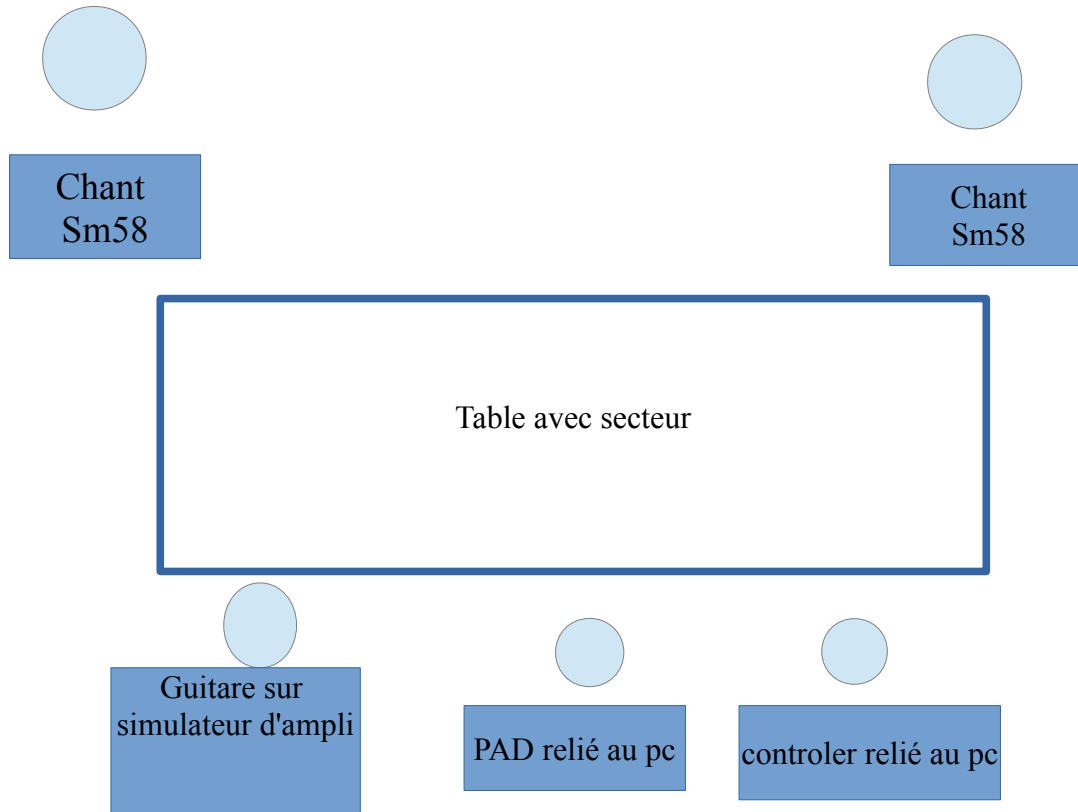 Chant
Sm58
Chant
Sm58
Table avec secteur
Guitare sur
simulateur d'ampli
PAD relié au pc
controler relié au pc